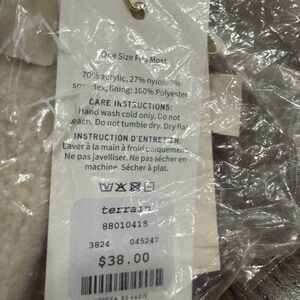 One Size Fits Most
70% acrylic, 27% nylon, 3%
spandex, lining: 100% Polyester
CARE INSTRUCTIONS:
Hand wash cold only. Do not
bleach. Do not tumble dry. Dry flat.
INSTRUCTION D'ENTRETIEN:
Laver à la main à froid uniquement.
Ne pas javelliser. Ne pas sécher en
machine. Sécher à plat.
terrain
88010418
3824 045247
$38.00